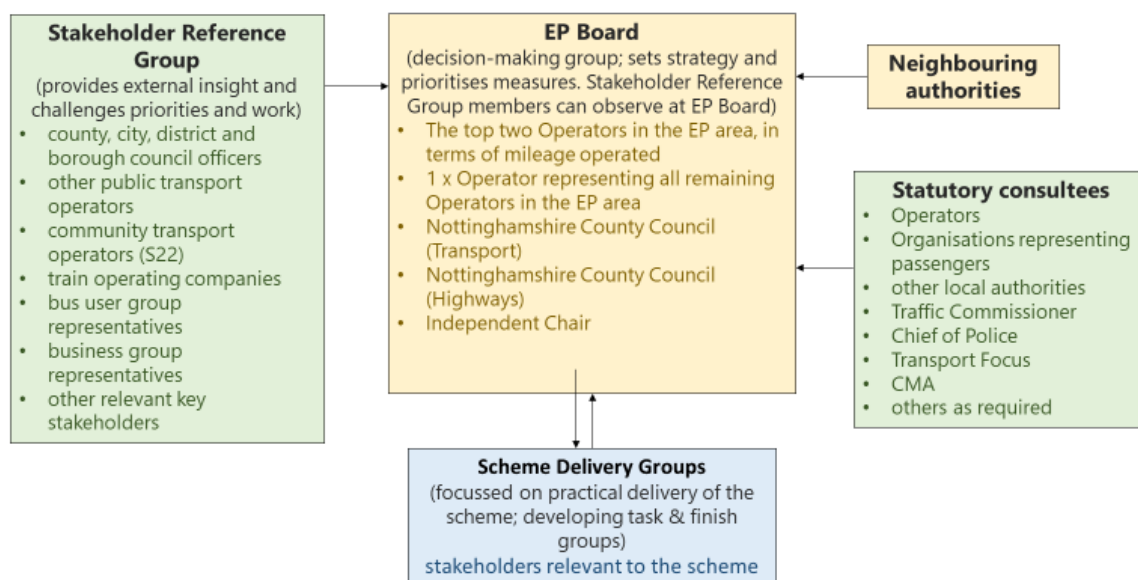 Stakeholder Reference
Group
(provides external insight and
challenges priorities and work)
• county, city, district and
borough council officers
• other public transport
operators
• community transport
operators (S22)
• train operating companies
• bus user group
representatives
• business group
representatives
• other relevant key
stakeholders
EP Board
(decision-making group; sets strategy and
prioritises measures. Stakeholder Reference
Group members can observe at EP Board)
• The top two Operators in the EP area, in
terms of mileage operated
• 1 x Operator representing all remaining
Operators in the EP area
• Nottinghamshire County Council
(Transport)
• Nottinghamshire County Council
(Highways)
• Independent Chair
Neighbouring
authorities
Statutory consultees
• Operators
• Organisations representing
passengers
• other local authorities
• Traffic Commissioner
• Chief of Police
• Transport Focus
• CMA
• others as required
Scheme Delivery Groups
(focussed on practical delivery of the
scheme; developing task & finish
groups)
stakeholders relevant to the scheme